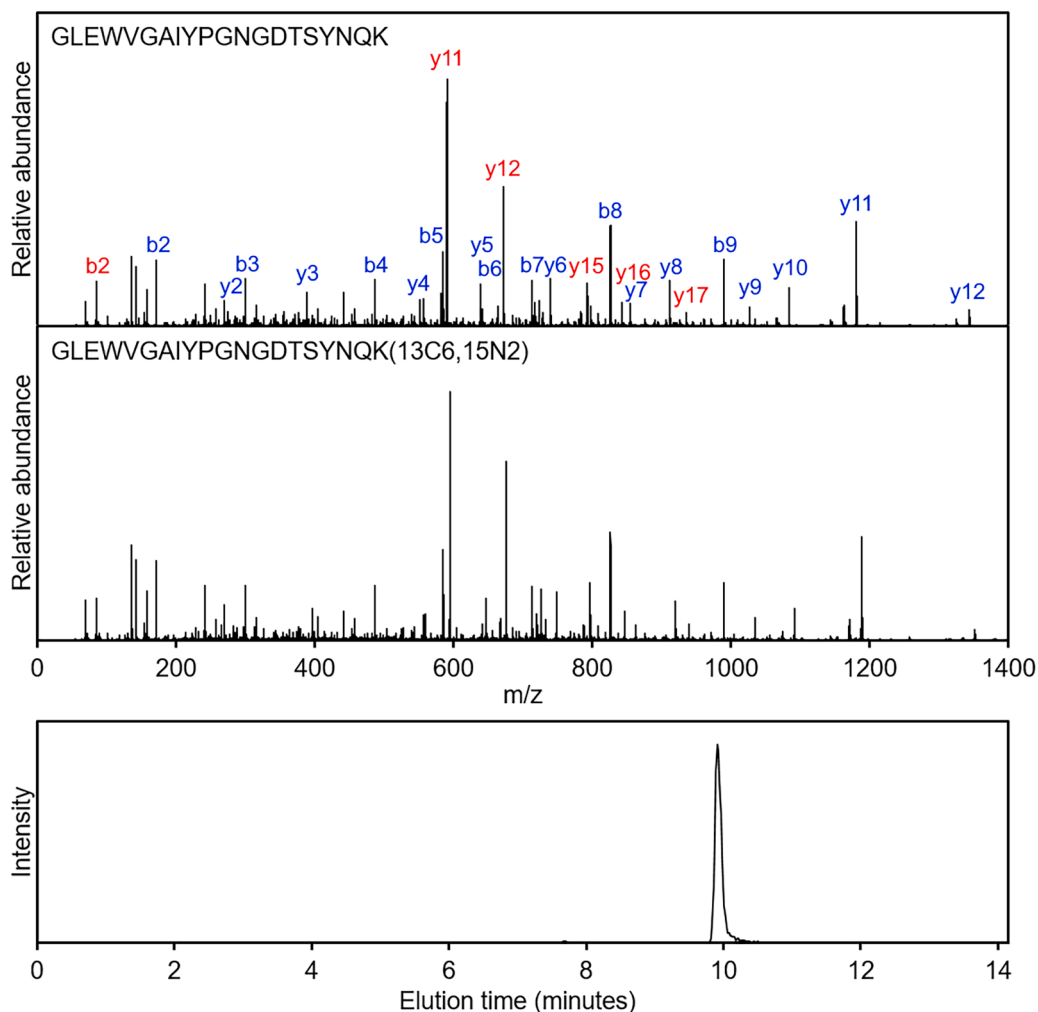 GLEWVGAIYPGNGDTSYNQK
y11
y12
b8
y11
b5
y5
b2
b2
b3
y3
b4
y4
b6
b7
y6
y15
y16
y8
b9
y10
y2
y7
y17
y9
y12
Relative abundance
GLEWVGAIYPGNGDTSYNQK(13C6,15N2)
Relative abundance
0 200 400 600 800 1000 1200 1400
m/z
Intensity
0 2 4 6 8 10 12 14
Elution time (minutes)